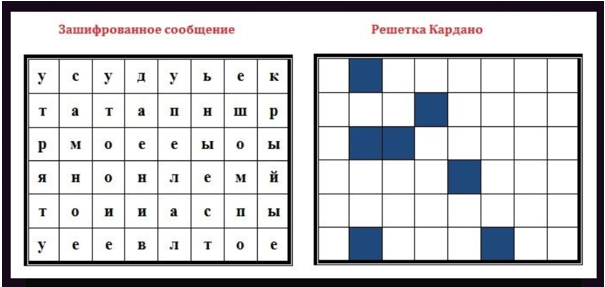 Зашифрованное сообщение Решетка Кардано
у с у д у ь е к
т а т а п н ш р
р м о е е ы о ы
я н о н л е м й
т о и и а с п ы
у е е в л т о е